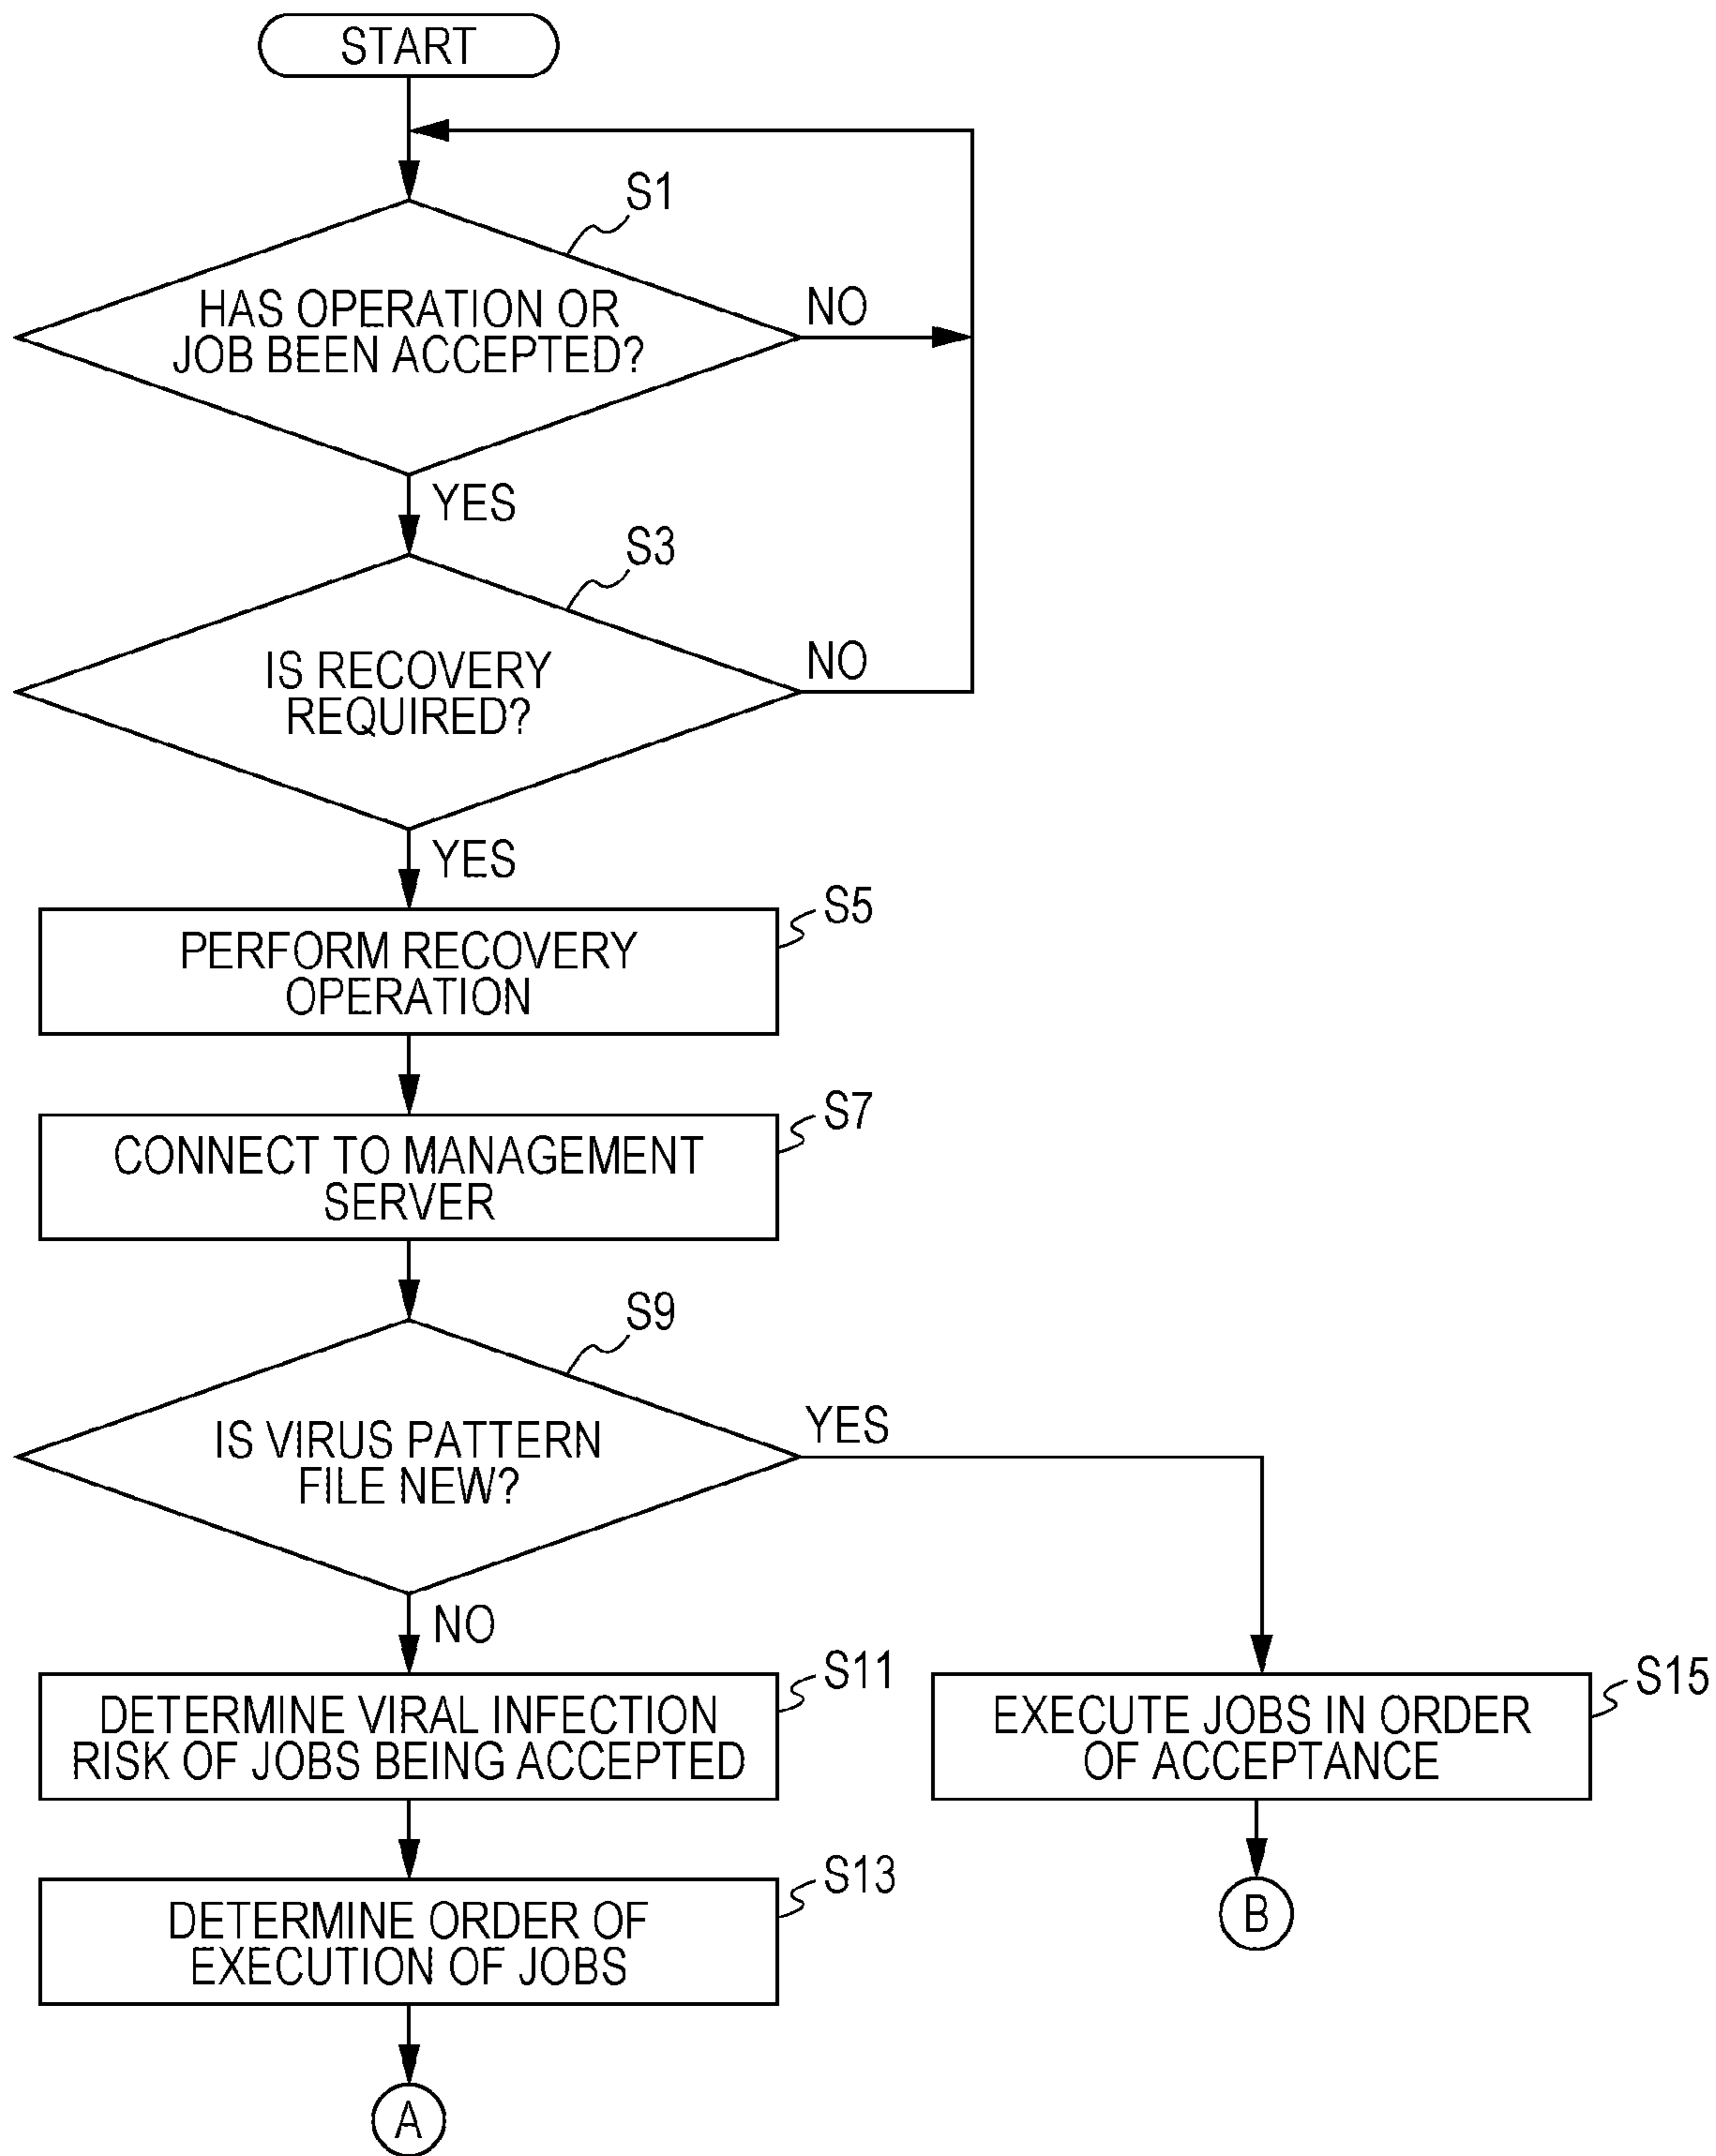 START
S1
HAS OPERATION OR
JOB BEEN ACCEPTED?
NO
YES
S3
IS RECOVERY
REQUIRED?
NO
YES
S5
PERFORM RECOVERY
OPERATION
S7
CONNECT TO MANAGEMENT
SERVER
S9
IS VIRUS PATTERN
FILE NEW?
YES
NO
S11
DETERMINE VIRAL INFECTION
RISK OF JOBS BEING ACCEPTED
S15
EXECUTE JOBS IN ORDER
OF ACCEPTANCE
S13
DETERMINE ORDER OF
EXECUTION OF JOBS
B
A